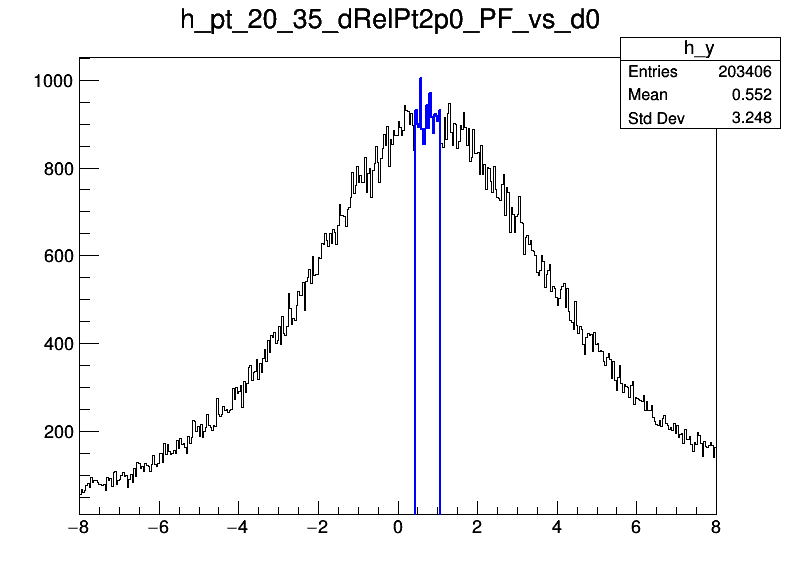 h_pt_20_35_dRelPt2p0_PF_vs_d0
h_y
Entries 203406
Mean 0.552
Std Dev 3.248
1000
800
600
400
200
−8 −6 −4 −2 0 2 4 6 8